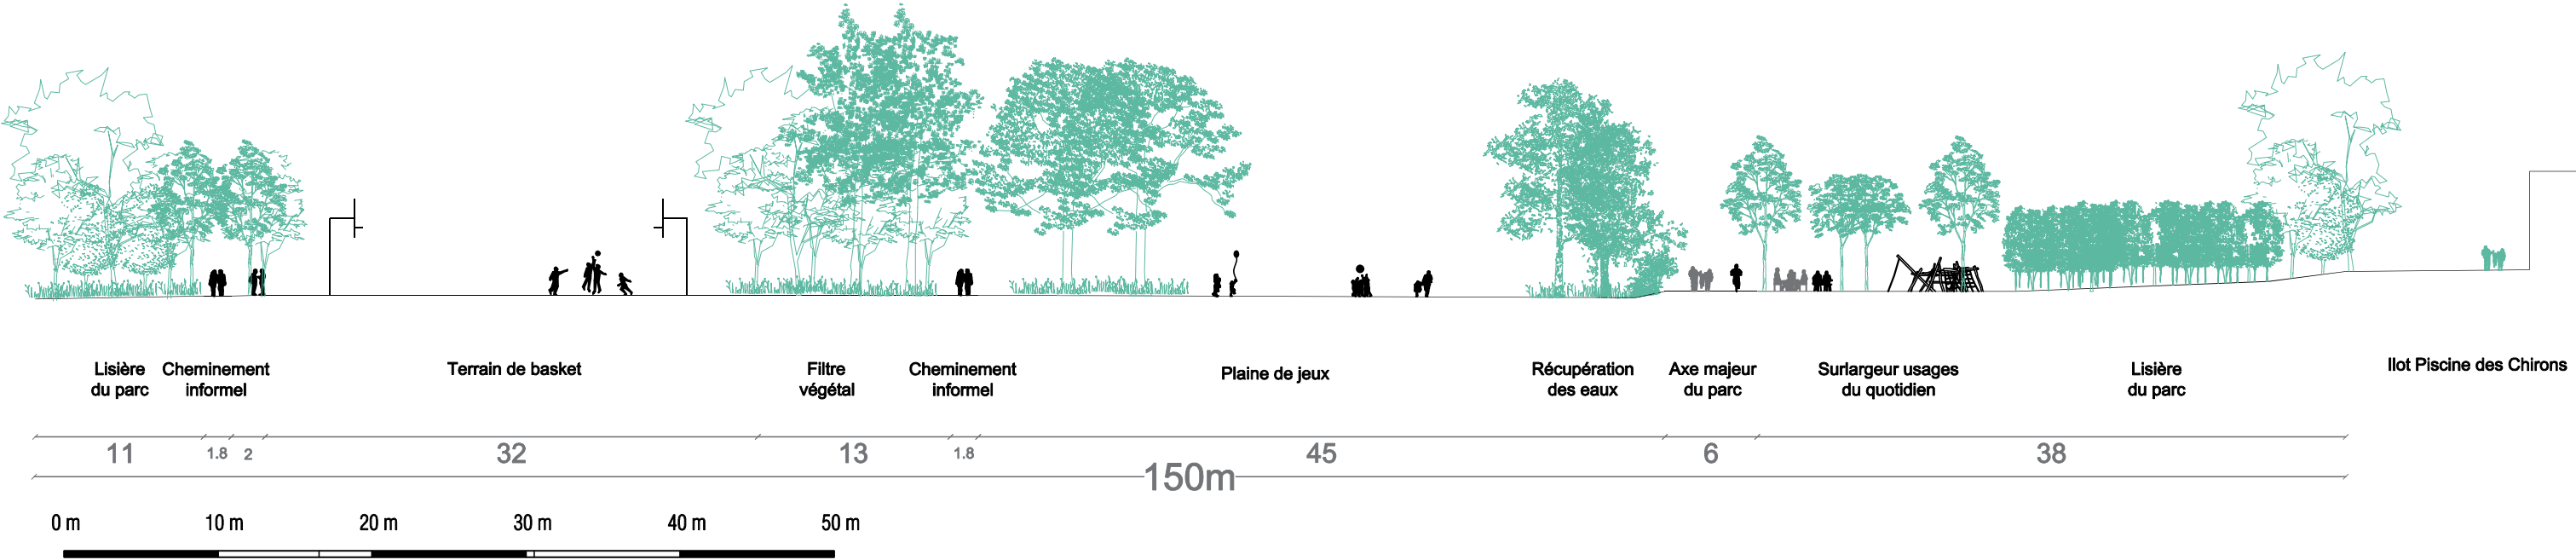 Lisière
du parc
Cheminement
informel
Terrain de basket
Filtre
végétal
Cheminement
informel
Plaine de jeux
Récupération
des eaux
Axe majeur
du parc
Surlargeur usages
du quotidien
Lisière
du parc
Ilot Piscine des Chirons
11 1.8 2 32 13 1.8 45 6 38
150m
0 m 10 m 20 m 30 m 40 m 50 m